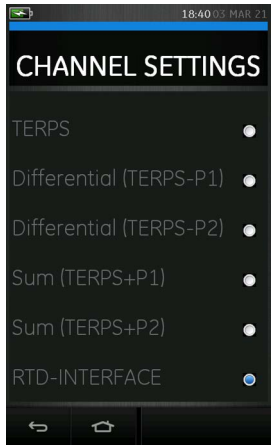 18:40 03 MAR 21
CHANNEL SETTINGS
TERPS
Differential (TERPS-P1)
Differential (TERPS-P2)
Sum (TERPS+P1)
Sum (TERPS+P2)
RTD-INTERFACE